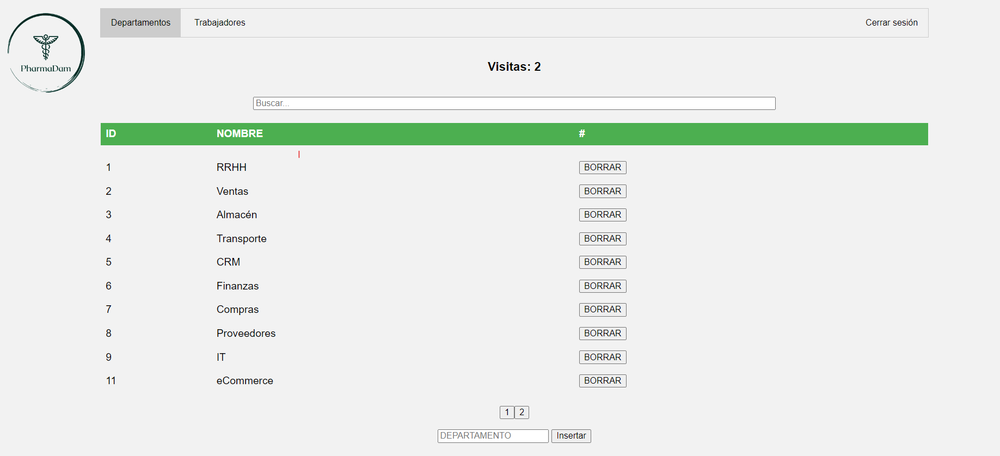 PharmaDam
Departamentos Trabajadores Cerrar sesión
Visitas: 2
Buscar...
ID NOMBRE #
|
1 RRHH BORRAR
2 Ventas BORRAR
3 Almacén BORRAR
4 Transporte BORRAR
5 CRM BORRAR
6 Finanzas BORRAR
7 Compras BORRAR
8 Proveedores BORRAR
9 IT BORRAR
11 eCommerce BORRAR
1 2
DEPARTAMENTO Insertar